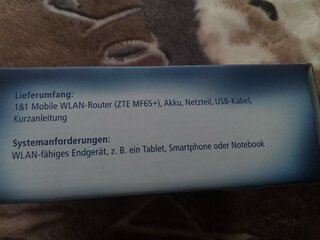 Lieferumfang:
1&1 Mobile WLAN-Router (ZTE MF65+), Akku, Netzteil, USB-Kabel,
Kurzanleitung
Systemanforderungen:
WLAN-fähiges Endgerät, z. B. ein Tablet, Smartphone oder Notebook